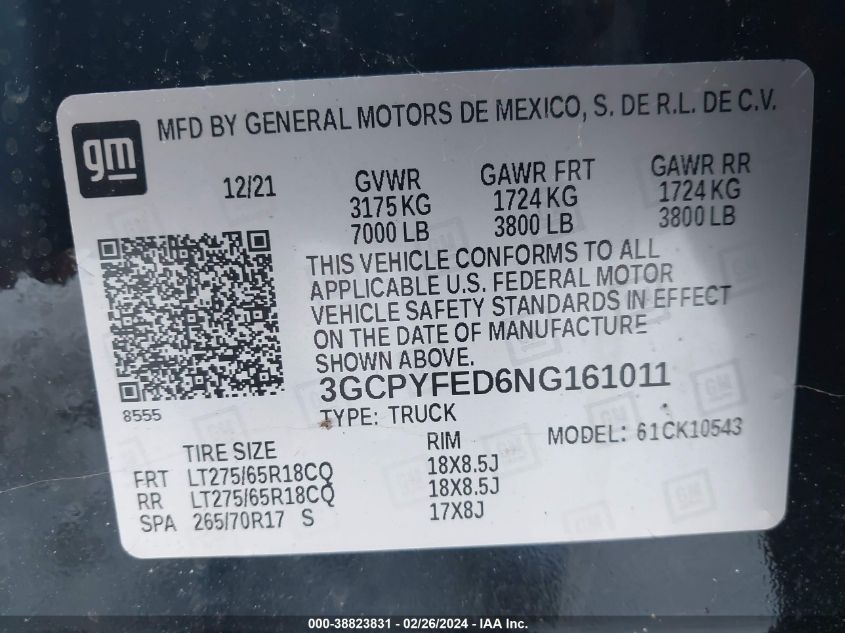 gm
MFD BY GENERAL MOTORS DE MEXICO, S. DE R.L. DE C.V.
12/21
GVWR
3175 KG
7000 LB
GAWR FRT
1724 KG
3800 LB
GAWR RR
1724 KG
3800 LB
THIS VEHICLE CONFORMS TO ALL
APPLICABLE U.S. FEDERAL MOTOR
VEHICLE SAFETY STANDARDS IN EFFECT
ON THE DATE OF MANUFACTURE
SHOWN ABOVE.
3GCPYFED6NG161011
8555
TYPE: TRUCK
MODEL: 61CK10543
TIRE SIZE RIM
FRT LT275/65R18CQ 18X8.5J
RR LT275/65R18CQ 18X8.5J
SPA 265/70R17 S 17X8J
000-38823831 - 02/26/2024 - IAA Inc.